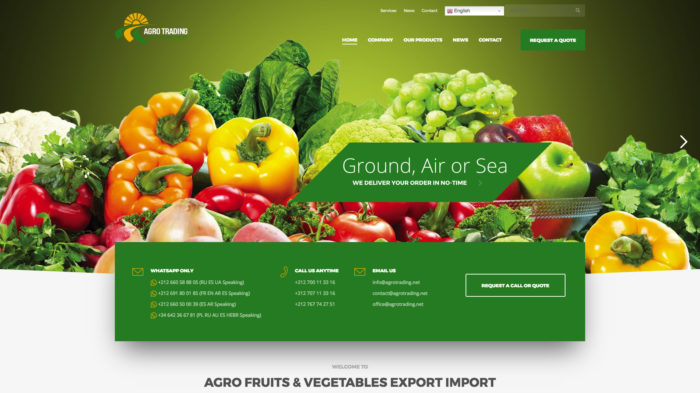 Services News Contact English
AGRO TRADING
HOME COMPANY OUR PRODUCTS NEWS CONTACT REQUEST A QUOTE
Ground, Air or Sea
WE DELIVER YOUR ORDER IN NO-TIME
WHATSAPP ONLY
+212 660 58 88 05 (RU ES UA Speaking)
+212 691 80 01 85 (FR EN AR ES Speaking)
+212 660 50 00 39 (ES AR Speaking)
+34 642 36 67 81 (PL RU AU ES HEBR Speaking)
CALL US ANYTIME
+212 700 11 33 16
+312 707 11 33 16
+212 767 74 27 51
EMAIL US
info@agrotrading.net
contact@agrotrading.net
office@agrotrading.net
REQUEST A CALL OR QUOTE
WELCOME TO
AGRO FRUITS & VEGETABLES EXPORT IMPORT